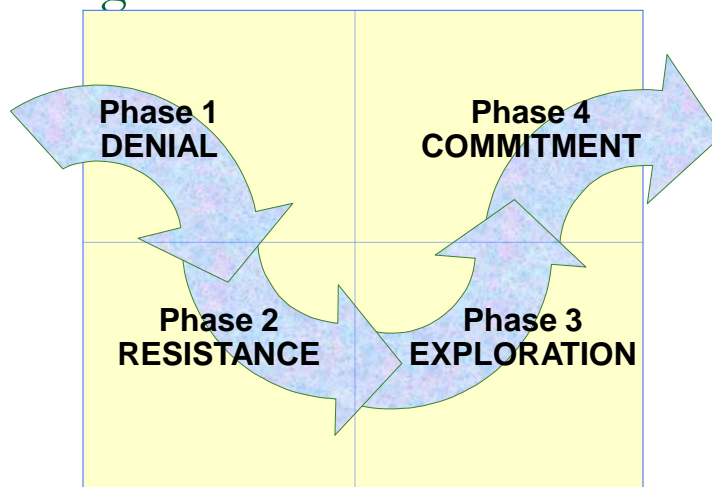 Phase 1
DENIAL
Phase 2
RESISTANCE
Phase 3
EXPLORATION
Phase 4
COMMITMENT